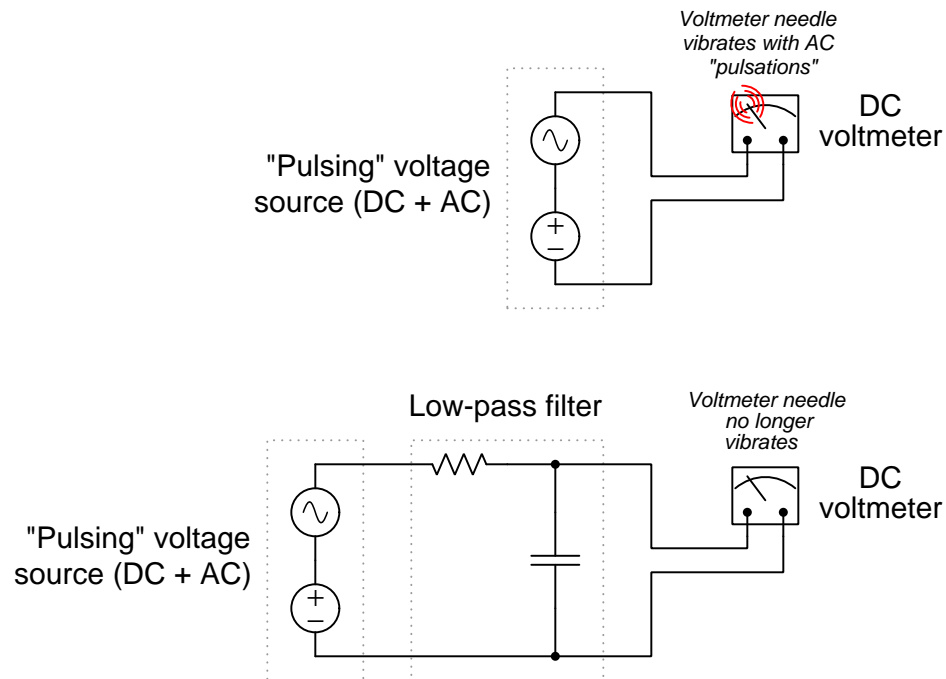 Voltmeter needle
vibrates with AC
"pulsations"
DC
voltmeter
"Pulsing" voltage
source (DC + AC)
+
−
Low-pass filter
Voltmeter needle
no longer
vibrates
DC
voltmeter
"Pulsing" voltage
source (DC + AC)
+
−